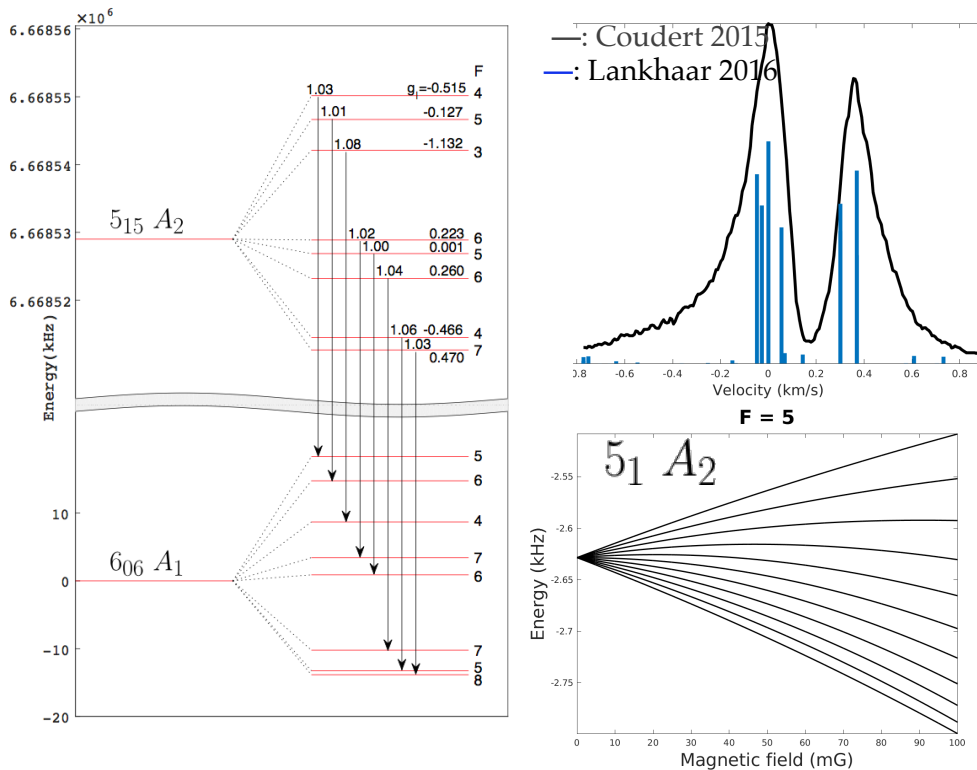 ×10⁶
6.66856
6.66855
6.66854
6.66853
6.66852
Energy(kHz)
10
0
-10
-20
F
1.03 gₗ=-0.515 4
1.01 -0.127 5
1.08 -1.132 3
5₁₅ A₂
1.02 0.223 6
1.00 0.001 5
1.04 0.260 6
1.06 -0.466 4
1.03 7
0.470
5
6
4
7
6₀₆ A₁
6
7
5
8
—: Coudert 2015
—: Lankhaar 2016
0.8 -0.6 -0.4 -0.2 0 0.2 0.4 0.6 0.8
Velocity (km/s)
F = 5
5₁ A₂
-2.55
-2.6
-2.65
-2.7
-2.75
Energy (kHz)
0 10 20 30 40 50 60 70 80 90 100
Magnetic field (mG)